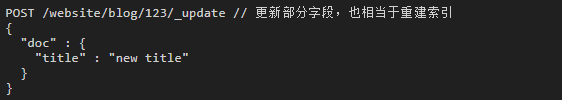 POST /website/blog/123/_update // 更新部分字段，也相当于重建索引
{
  "doc" : {
    "title" : "new title"
  }
}